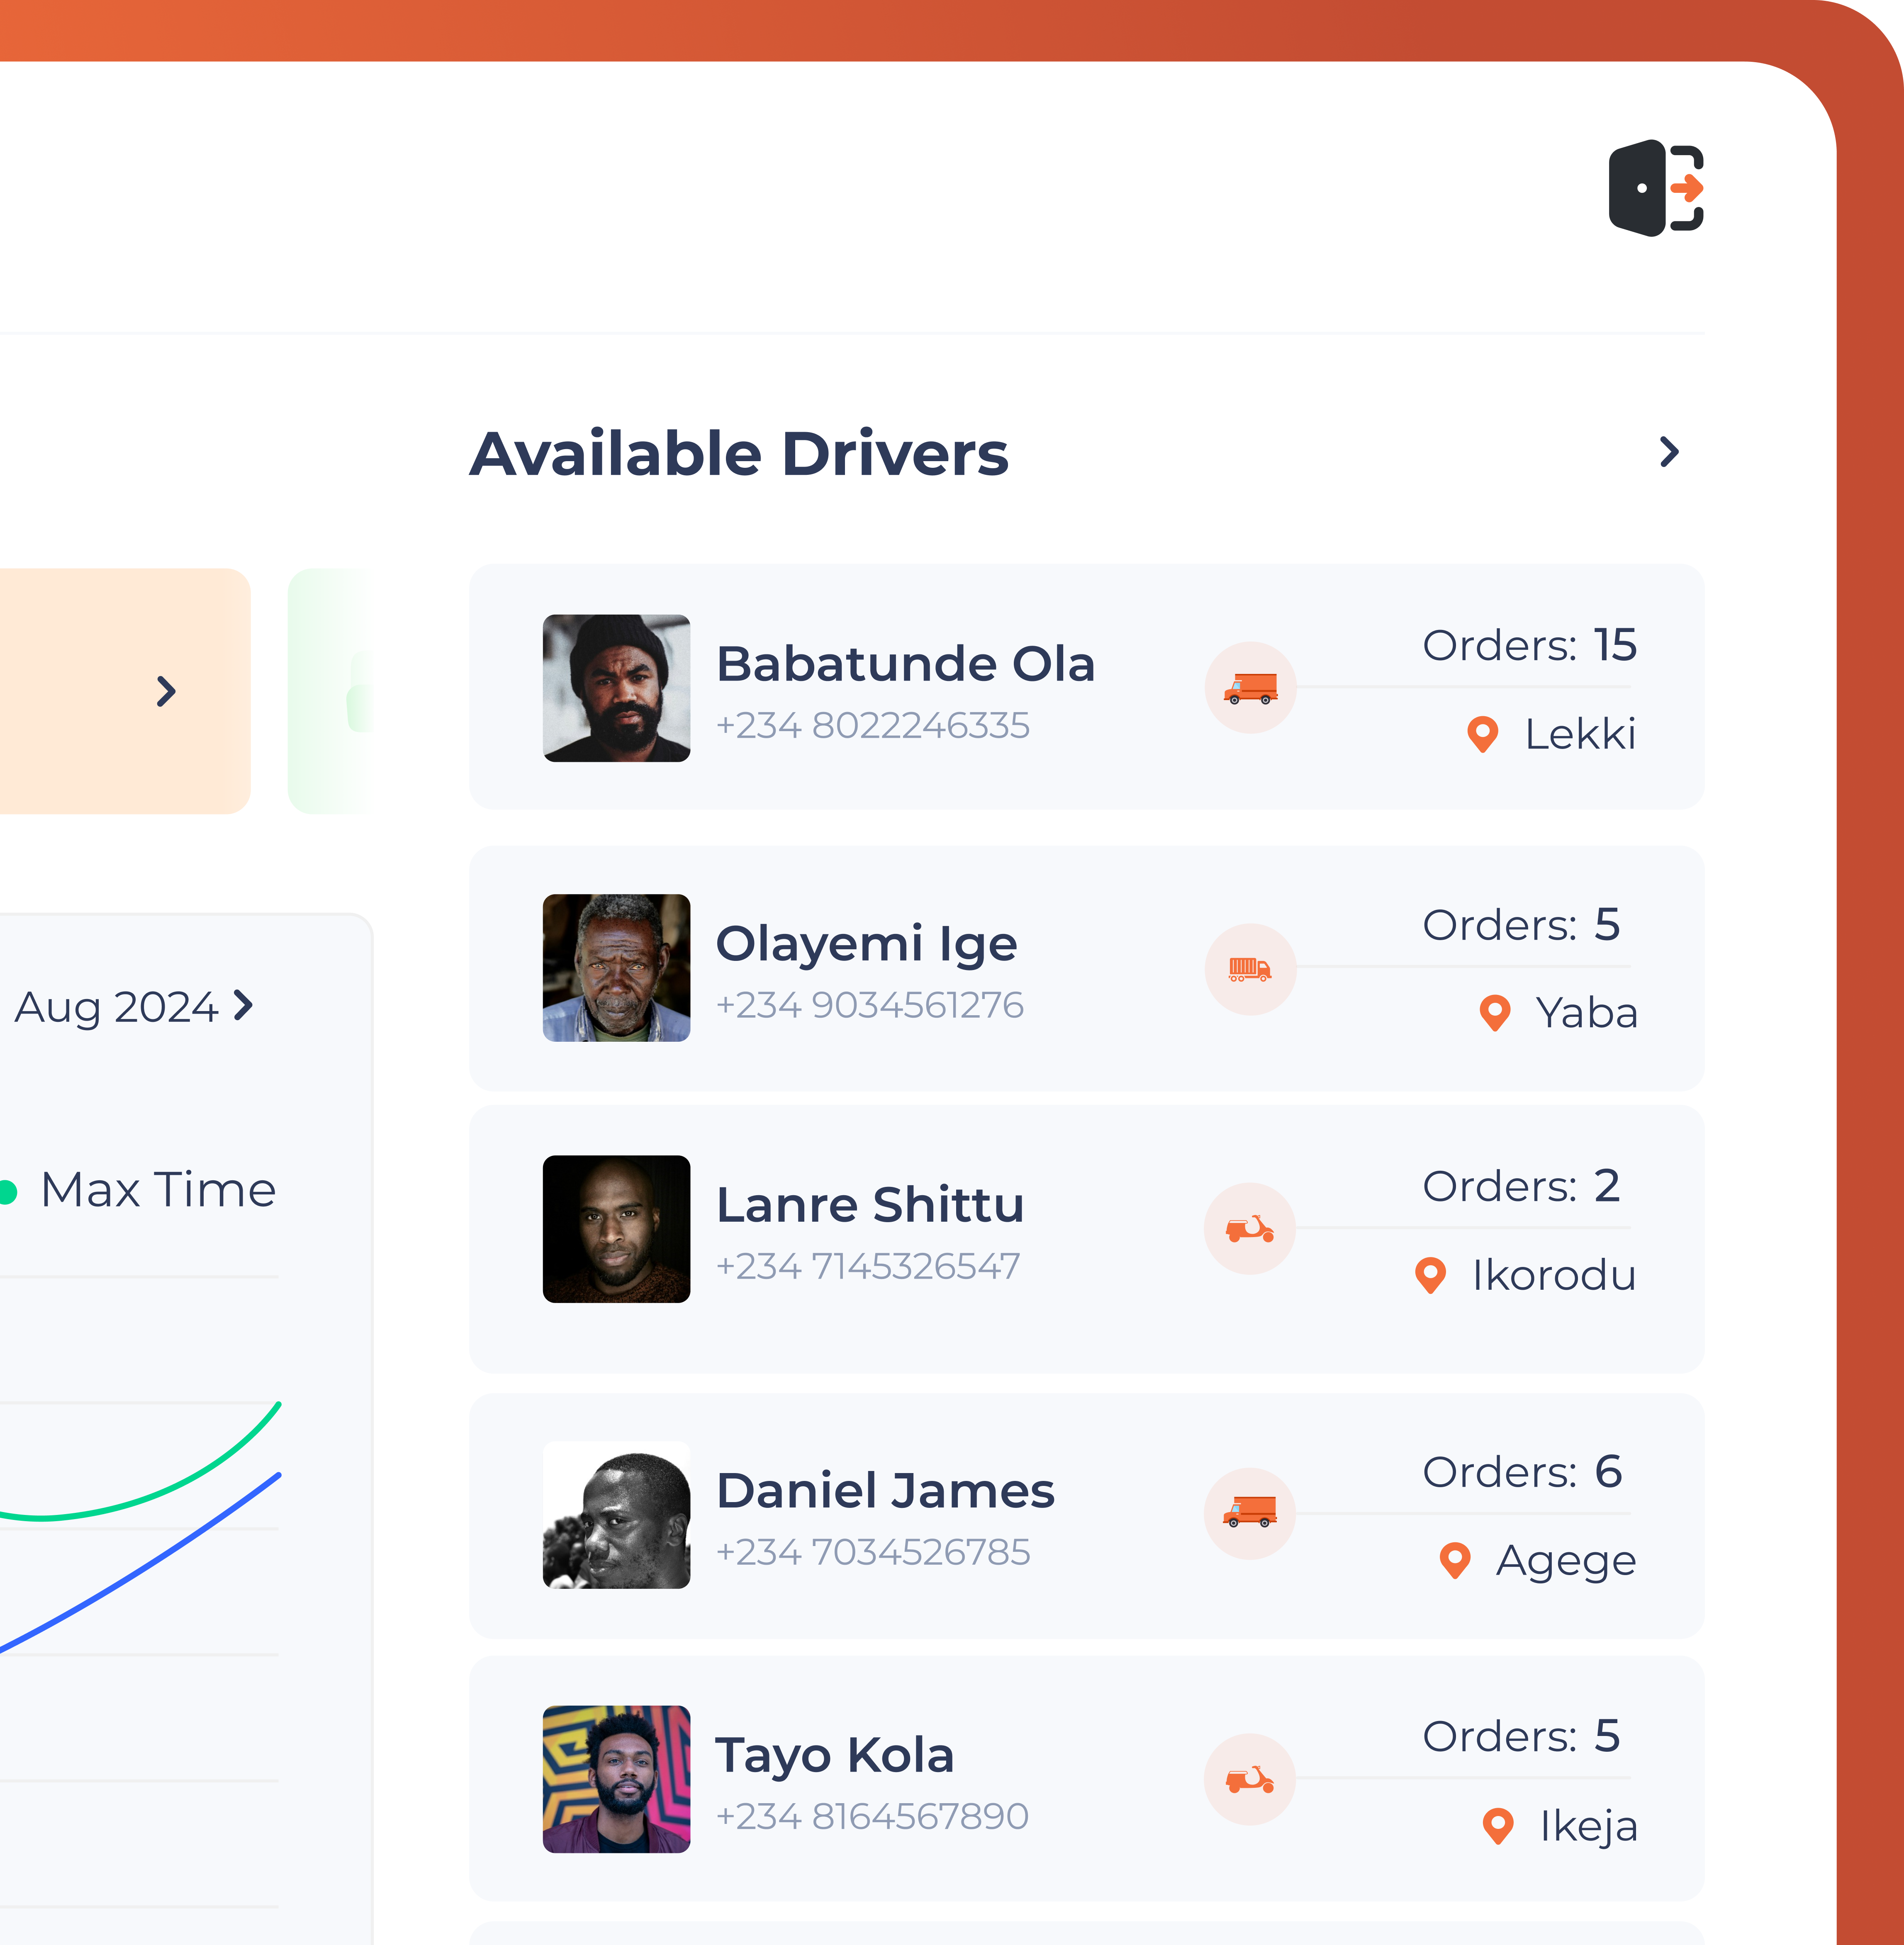 Available Drivers
Babatunde Ola
+234 8022246335
Orders: 15
Lekki
Olayemi Ige
+234 9034561276
Orders: 5
Yaba
Aug 2024
Max Time
Lanre Shittu
+234 7145326547
Orders: 2
Ikorodu
Daniel James
+234 7034526785
Orders: 6
Agege
Tayo Kola
+234 8164567890
Orders: 5
Ikeja